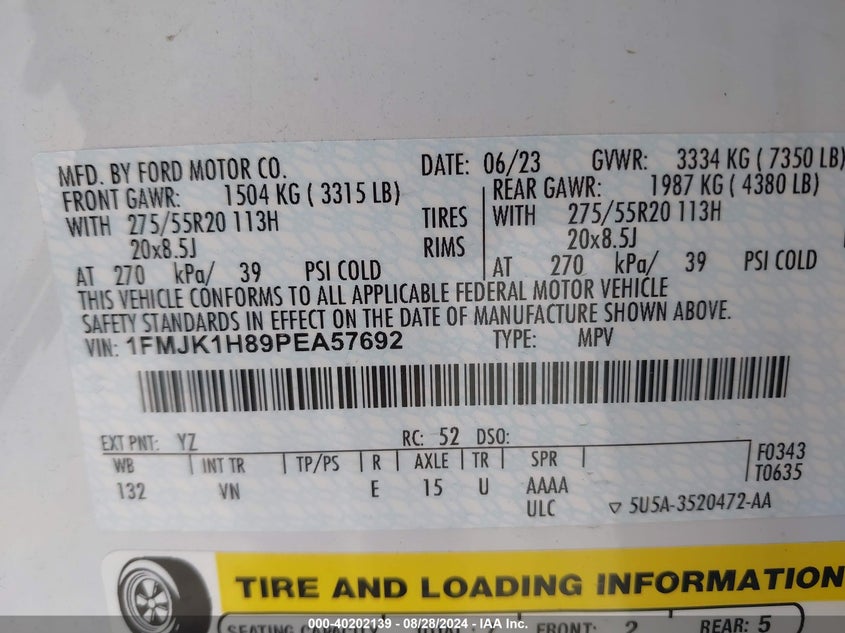 MFD. BY FORD MOTOR CO. DATE: 06/23 GVWR: 3334 KG ( 7350 LB)
FRONT GAWR: 1504 KG ( 3315 LB) REAR GAWR: 1987 KG ( 4380 LB)
WITH 275/55R20 113H TIRES WITH 275/55R20 113H
20x8.5J RIMS 20x8.5J
AT 270 kPa/ 39 PSI COLD AT 270 kPa/ 39 PSI COLD
THIS VEHICLE CONFORMS TO ALL APPLICABLE FEDERAL MOTOR VEHICLE
SAFETY STANDARDS IN EFFECT ON THE DATE OF MANUFACTURE SHOWN ABOVE.
VIN: 1FMJK1H89PEA57692 TYPE: MPV
EXT PNT: YZ RC: 52 DSO:
WB INT TR TP/PS R AXLE TR SPR F0343
132 VN E 15 U AAAA T0635
ULC ▽ 5U5A-3520472-AA
TIRE AND LOADING INFORMATION
SEATING CAPACITY TOTAL: 7 FRONT: 2 REAR: 5
000-40202139 - 08/28/2024 - IAA Inc.